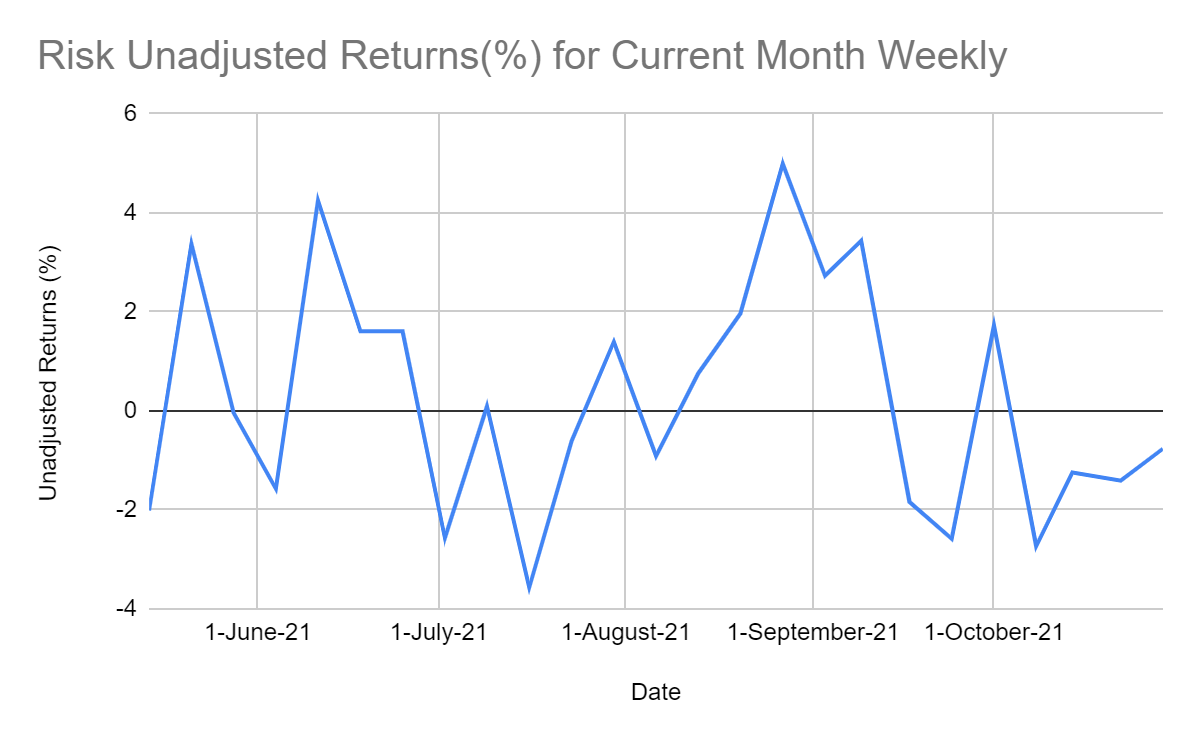 Risk Unadjusted Returns(%) for Current Month Weekly
6
4
2
0
-2
-4
Unadjusted Returns (%)
1-June-21 1-July-21 1-August-21 1-September-21 1-October-21
Date